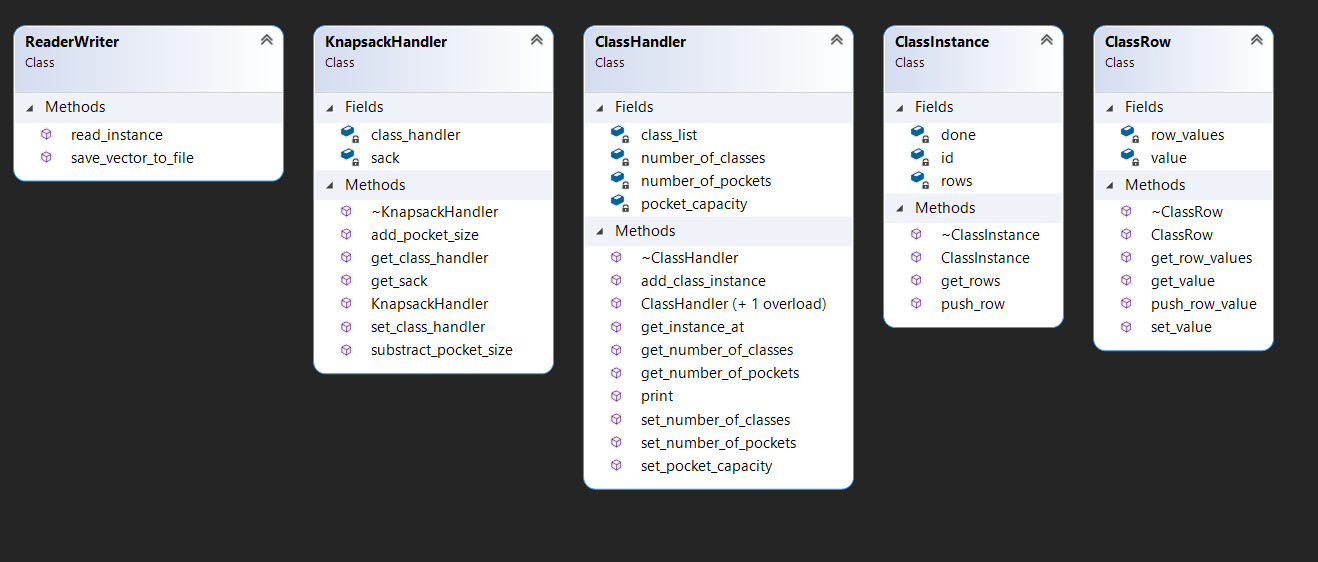 ReaderWriter
Class
Methods
read_instance
save_vector_to_file
KnapsackHandler
Class
Fields
class_handler
sack
Methods
~KnapsackHandler
add_pocket_size
get_class_handler
get_sack
KnapsackHandler
set_class_handler
substract_pocket_size
ClassHandler
Class
Fields
class_list
number_of_classes
number_of_pockets
pocket_capacity
Methods
~ClassHandler
add_class_instance
ClassHandler (+ 1 overload)
get_instance_at
get_number_of_classes
get_number_of_pockets
print
set_number_of_classes
set_number_of_pockets
set_pocket_capacity
ClassInstance
Class
Fields
done
id
rows
Methods
~ClassInstance
ClassInstance
get_rows
push_row
ClassRow
Class
Fields
row_values
value
Methods
~ClassRow
ClassRow
get_row_values
get_value
push_row_value
set_value